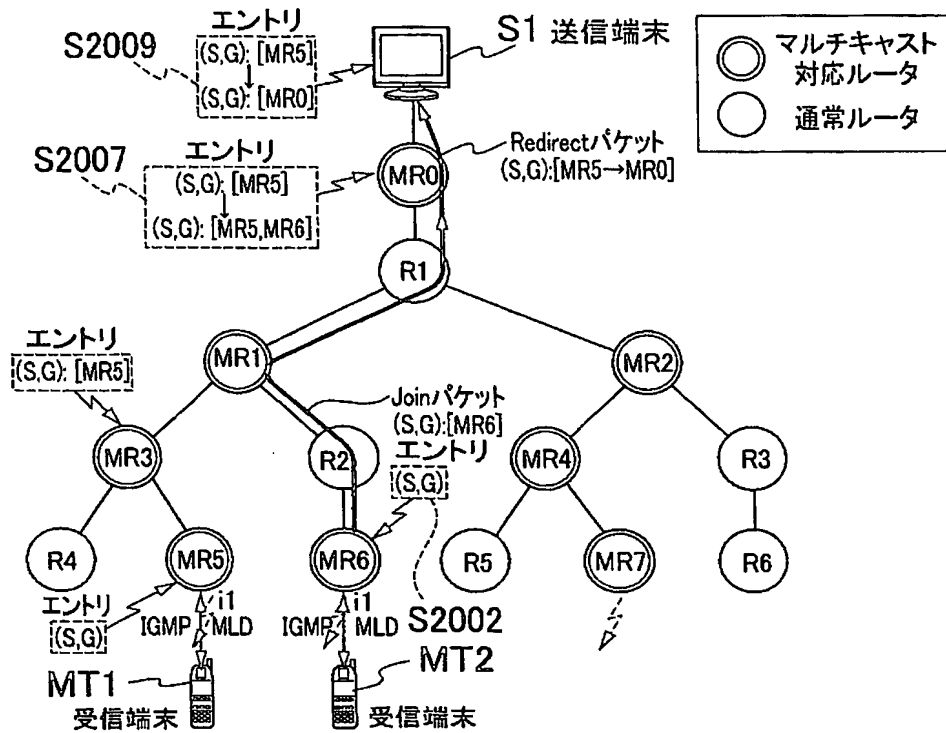 エントリ
S2009
(S,G): [MR5]
(S,G): [MR0]
S1 送信端末
マルチキャスト
対応ルータ
通常ルータ
S2007
エントリ
(S,G): [MR5]
(S,G): [MR5,MR6]
MR0
Redirectパケット
(S,G):[MR5→MR0]
R1
エントリ
(S,G): [MR5]
MR1
MR2
Joinパケット
(S,G):[MR6]
エントリ
(S,G)
MR3
R2
MR4
R3
R4
MR5
MR6
R5
MR7
R6
エントリ
(S,G)
i1
IGMP
MLD
i1
IGMP
MLD
S2002
MT1
受信端末
MT2
受信端末